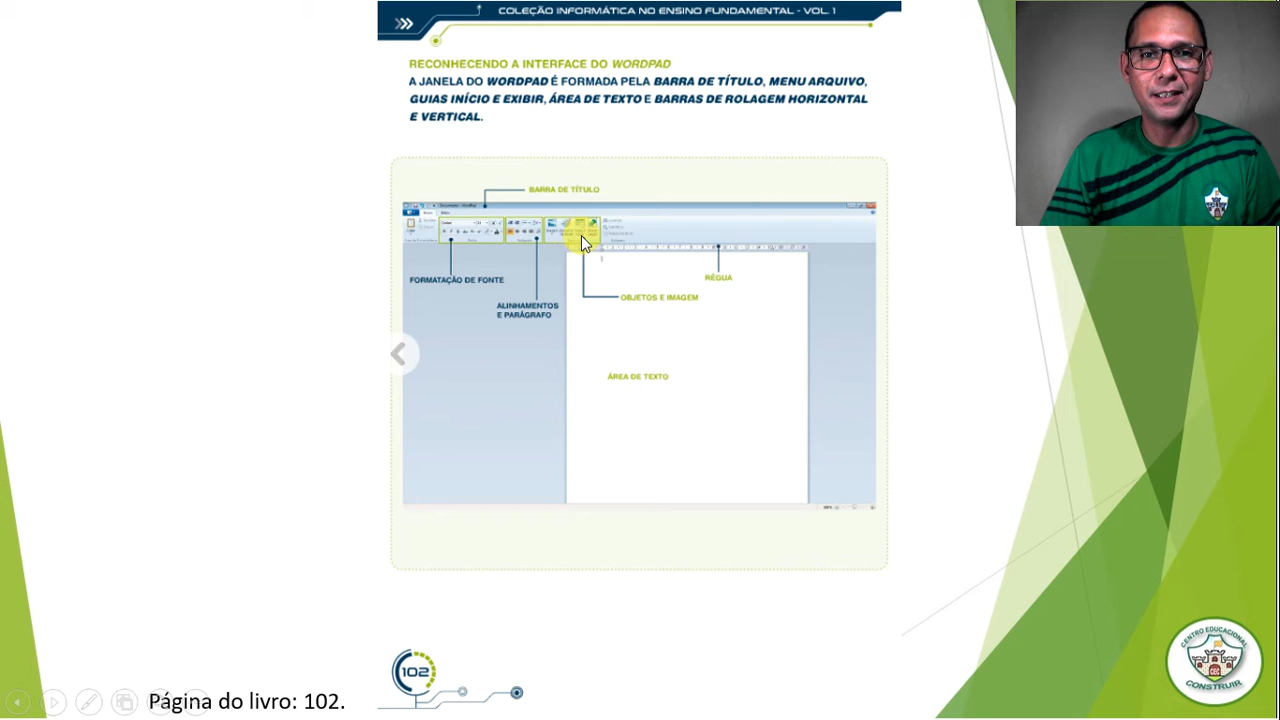 COLEÇÃO INFORMÁTICA NO ENSINO FUNDAMENTAL - VOL. 1
RECONHECENDO A INTERFACE DO WORDPAD
A JANELA DO WORDPAD É FORMADA PELA BARRA DE TÍTULO, MENU ARQUIVO,
GUIAS INÍCIO E EXIBIR, ÁREA DE TEXTO E BARRAS DE ROLAGEM HORIZONTAL
E VERTICAL.
BARRA DE TÍTULO
FORMATAÇÃO DE FONTE
RÉGUA
OBJETOS E IMAGEM
ALINHAMENTOS
E PARÁGRAFO
ÁREA DE TEXTO
102
Página do livro: 102.
CENTRO EDUCACIONAL
CEC
CONSTRUIR